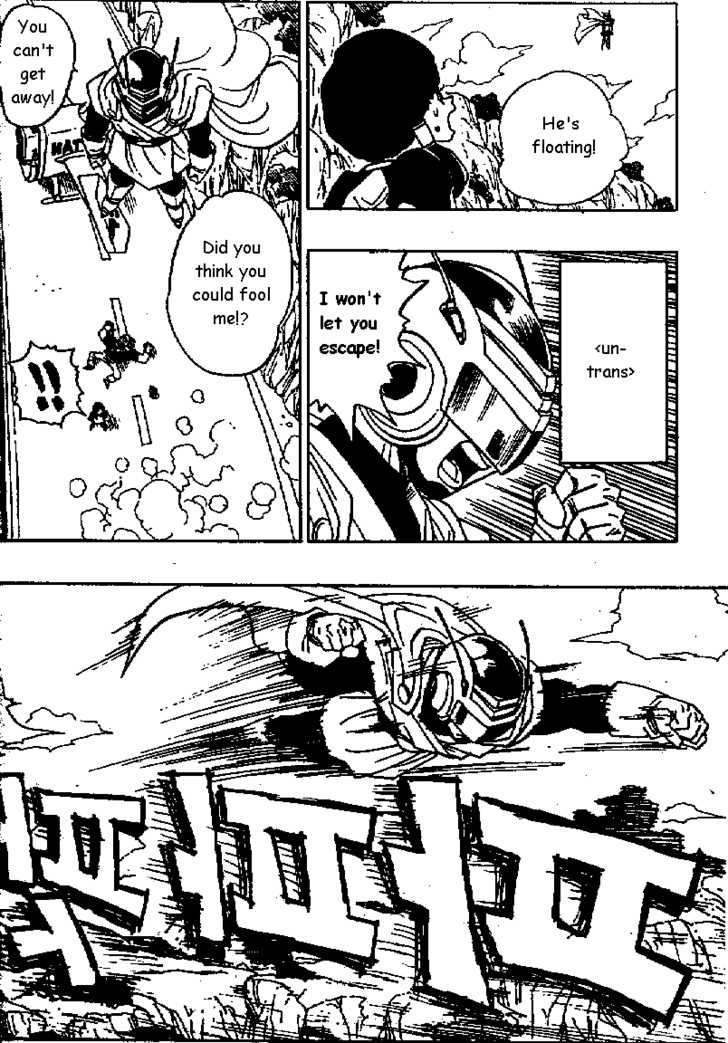 You
can't
get
away!
Did you
think you
could fool
me!?
!!
He's
floating!
I won't
let you
escape!
<un-
trans>